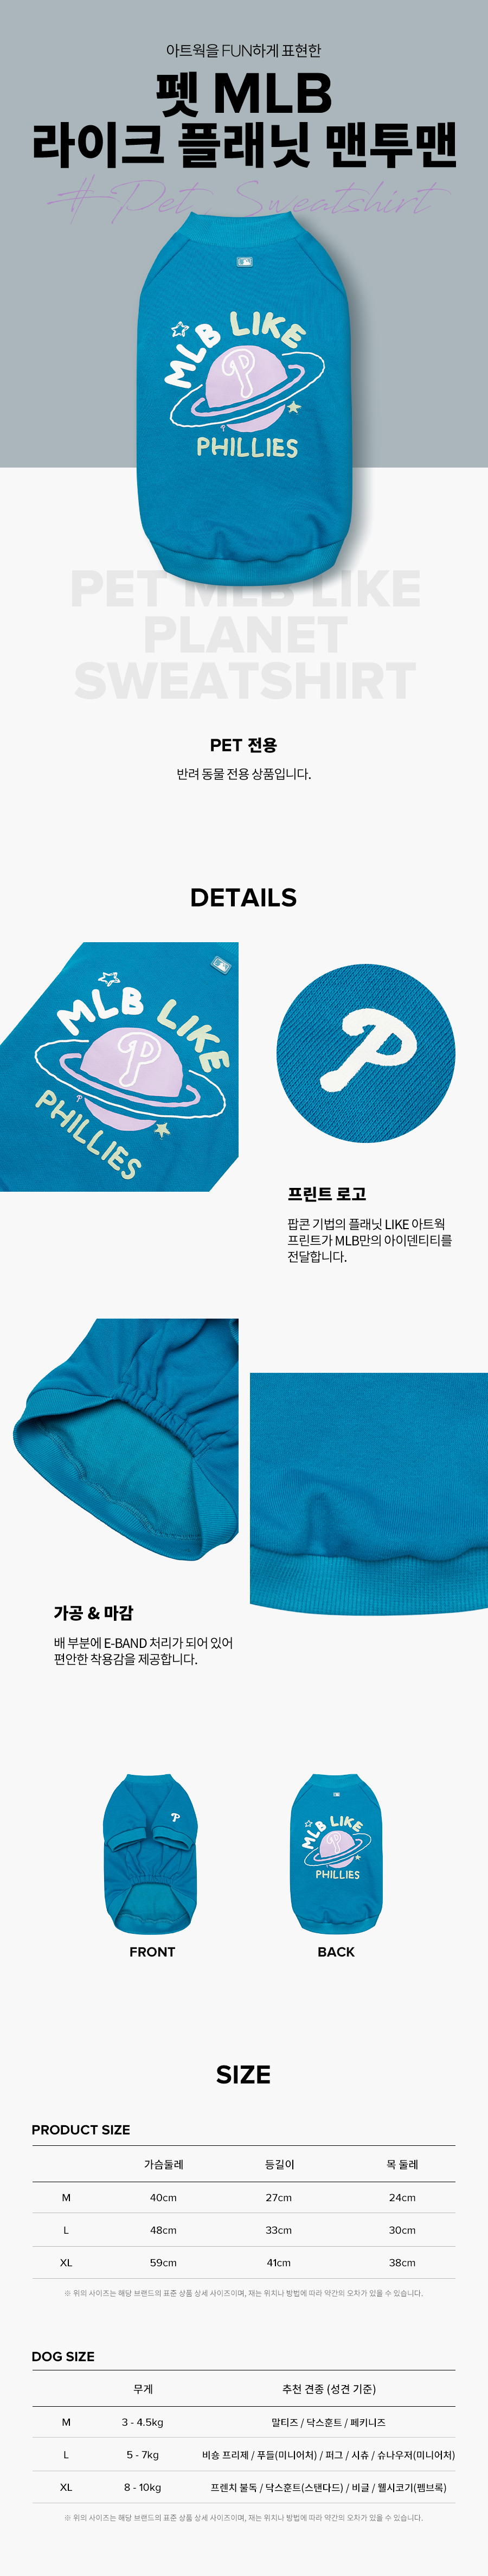 아트웍을 FUN하게 표현한
펫 MLB
라이크 플래닛 맨투맨
#Pet Sweatshirt
MLB LIKE
P
P
PHILLIES
PET MLB LIKE
PLANET
SWEATSHIRT
PET 전용
반려 동물 전용 상품입니다.
DETAILS
MLB LIKE
P
P
PHILLIES
P
프린트 로고
팝콘 기법의 플래닛 LIKE 아트웍
프린트가 MLB만의 아이덴티티를
전달합니다.
가공 & 마감
배 부분에 E-BAND 처리가 되어 있어
편안한 착용감을 제공합니다.
P
MLB LIKE
P
PHILLIES
FRONT BACK
SIZE
PRODUCT SIZE
가슴둘레 등길이 목 둘레
M 40cm 27cm 24cm
L 48cm 33cm 30cm
XL 59cm 41cm 38cm
※ 위의 사이즈는 해당 브랜드의 표준 상품 상세 사이즈이며, 재는 위치나 방법에 따라 약간의 오차가 있을 수 있습니다.
DOG SIZE
무게 추천 견종 (성견 기준)
M 3 - 4.5kg 말티즈 / 닥스훈트 / 페키니즈
L 5 - 7kg 비숑 프리제 / 푸들(미니어처) / 퍼그 / 시츄 / 슈나우저(미니어처)
XL 8 - 10kg 프렌치 불독 / 닥스훈트(스탠다드) / 비글 / 웰시코기(펨브록)
※ 위의 사이즈는 해당 브랜드의 표준 상품 상세 사이즈이며, 재는 위치나 방법에 따라 약간의 오차가 있을 수 있습니다.